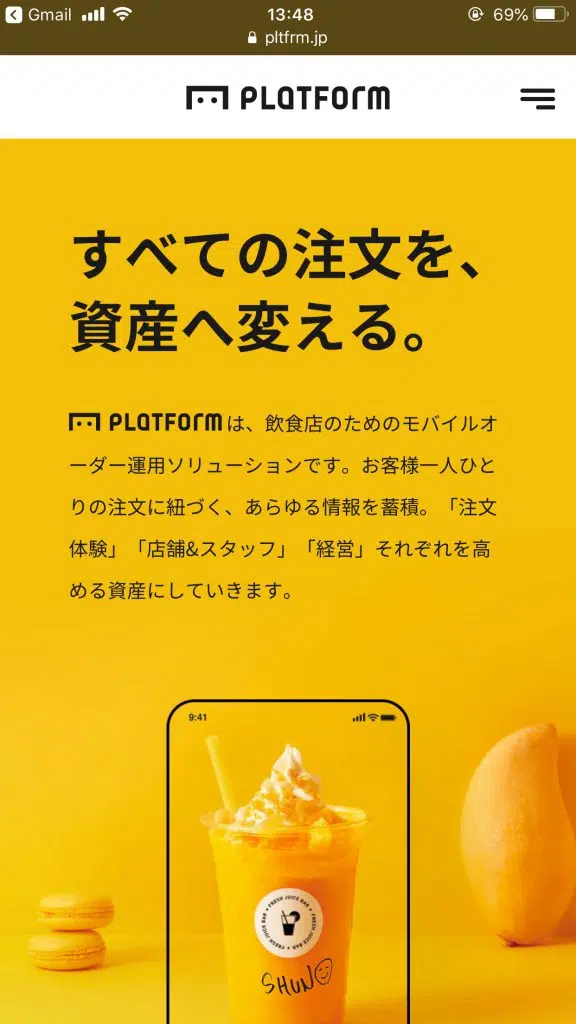 Gmail
13:48
69%
pltfrm.jp
PLATFORM
すべての注文を、
資産へ変える。
PLATFORMは、飲食店のためのモバイルオ
ーダー運用ソリューションです。お客様一人ひと
りの注文に紐づく、あらゆる情報を蓄積。「注文
体験」「店舗&スタッフ」「経営」それぞれを高
める資産にしていきます。
9:41
FRESH JUICE BAR • FRESH JUICE BAR • FRESH JUICE BAR •
SHUN